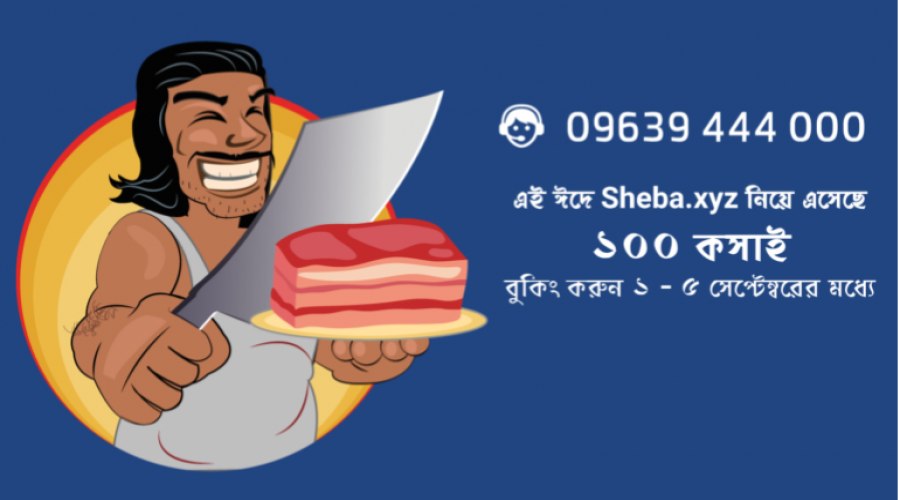 09639 444 000
এই ঈদে Sheba.xyz নিয়ে এসেছে
১০০ কসাই
বুকিং করুন ১ - ৫ সেপ্টেম্বরের মধ্যে